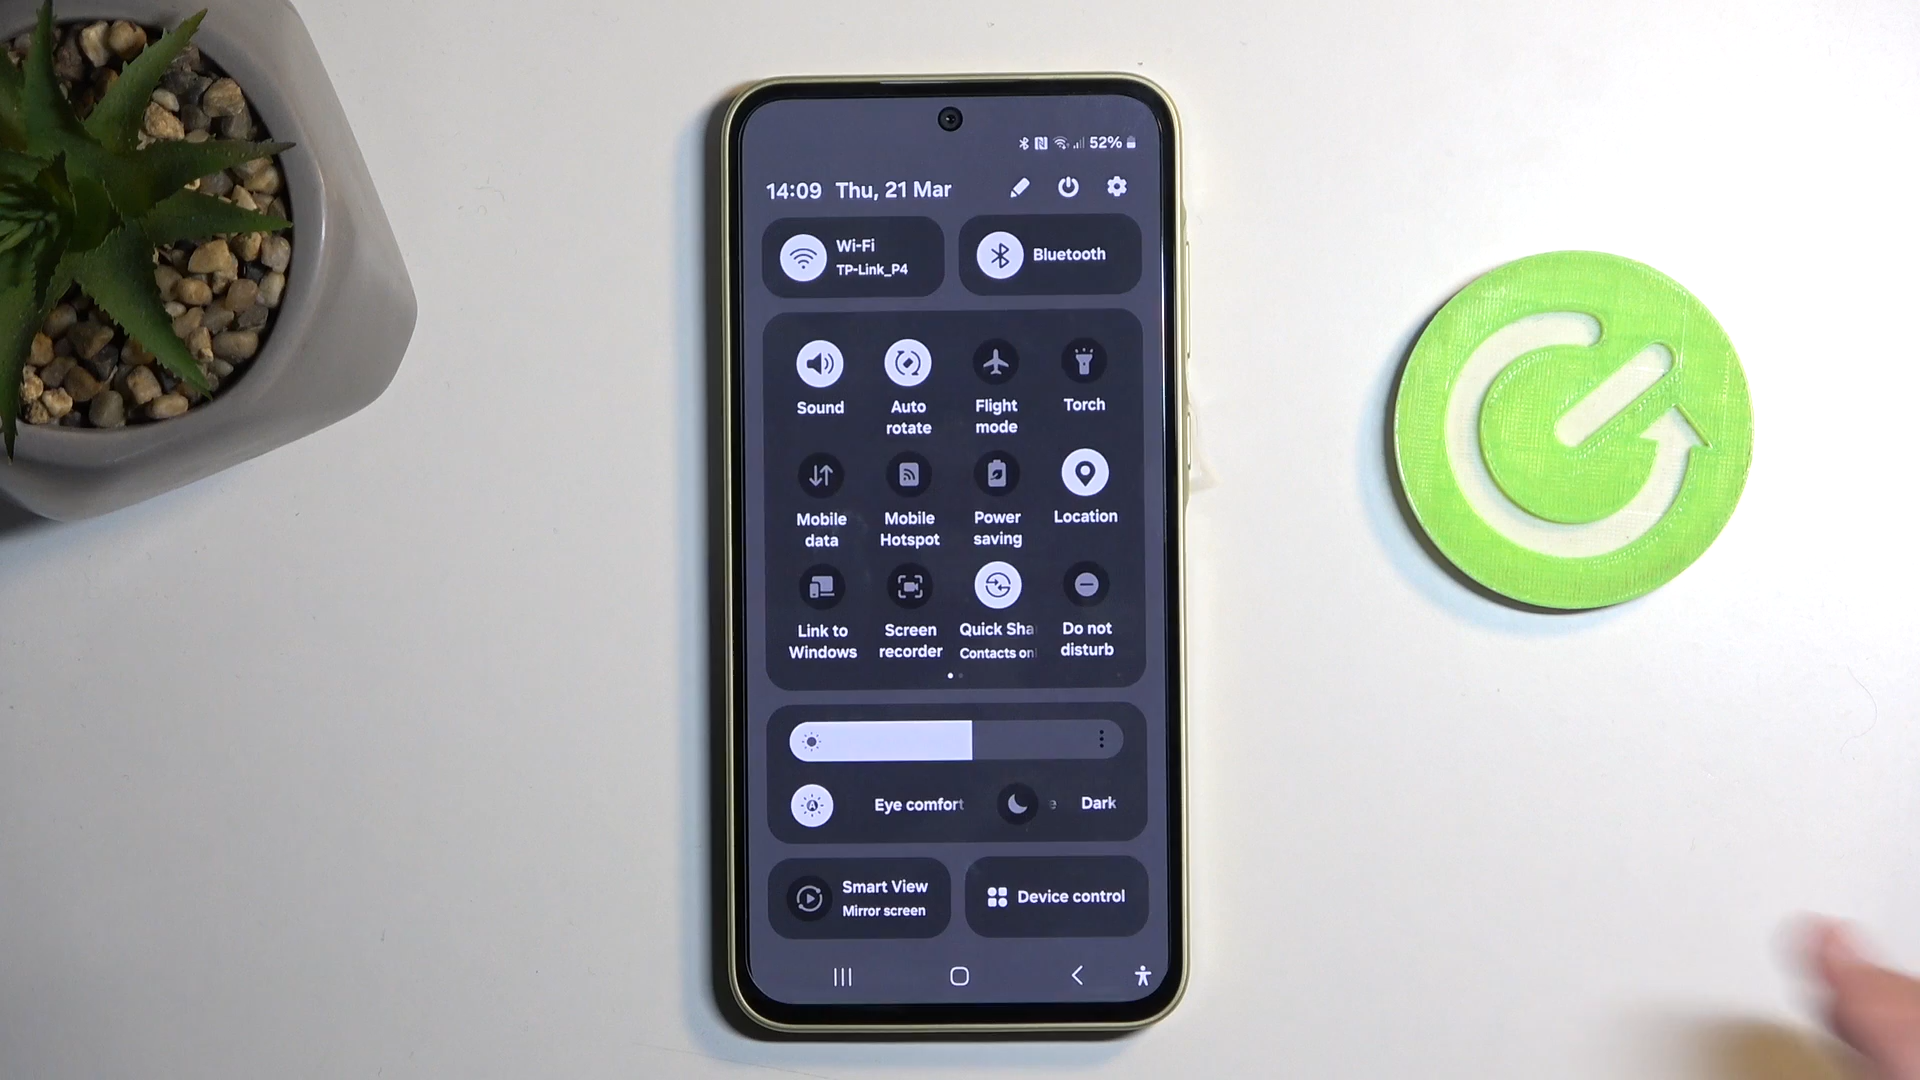 52%
14:09 Thu, 21 Mar
Wi-Fi
TP-Link_P4
Bluetooth
Sound
Auto
rotate
Flight
mode
Torch
Mobile
data
Mobile
Hotspot
Power
saving
Location
Link to
Windows
Screen
recorder
Quick Sha
Contacts on
Do not
disturb
Eye comfort
e Dark
Smart View
Mirror screen
Device control